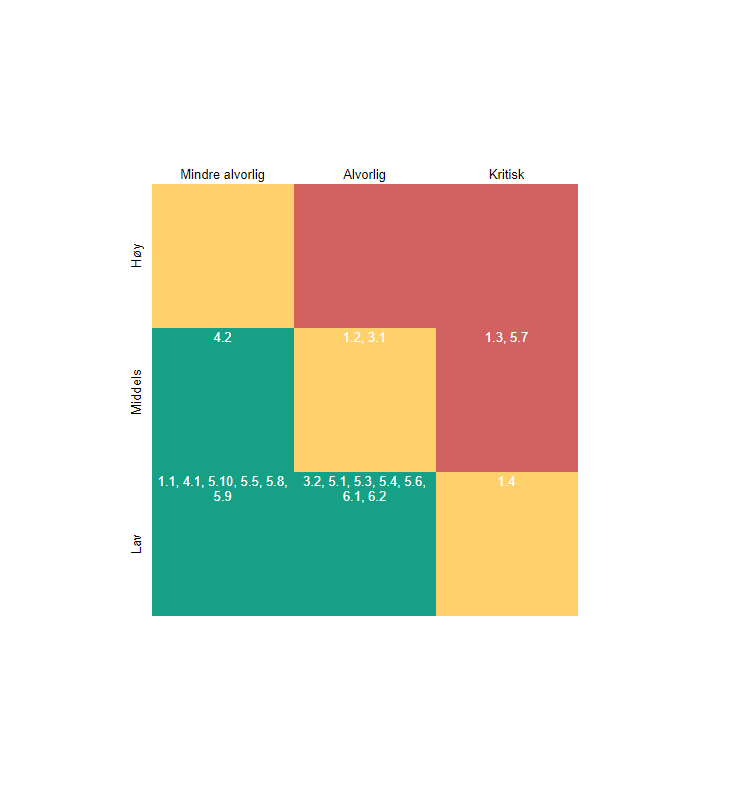 Mindre alvorlig Alvorlig Kritisk
Høy
4.2 1.2, 3.1 1.3, 5.7
Middels
1.1, 4.1, 5.10, 5.5, 5.8,
5.9
3.2, 5.1, 5.3, 5.4, 5.6,
6.1, 6.2
1.4
Lav